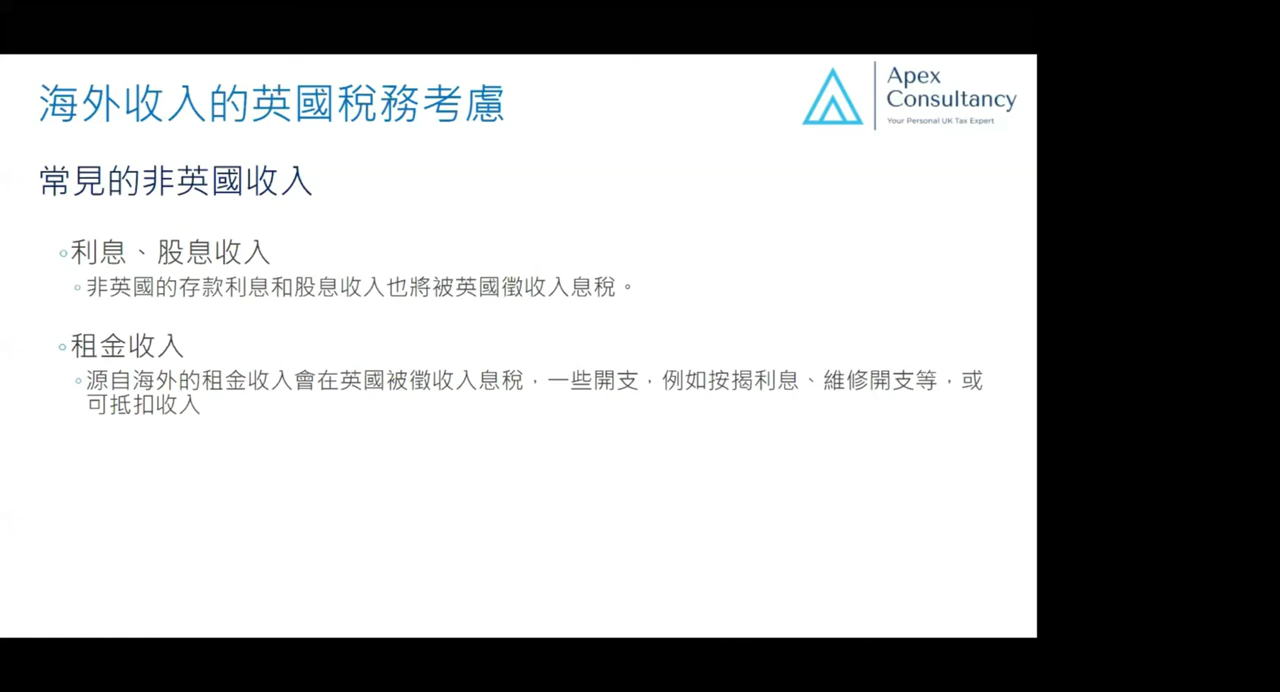 海外收入的英國稅務考慮
Apex
Consultancy
Your Personal UK Tax Expert
常見的非英國收入
利息、股息收入
非英國的存款利息和股息收入也將被英國徵收入息稅。
租金收入
源自海外的租金收入會在英國被徵收入息稅，一些開支，例如按揭利息、維修開支等，或
可抵扣收入